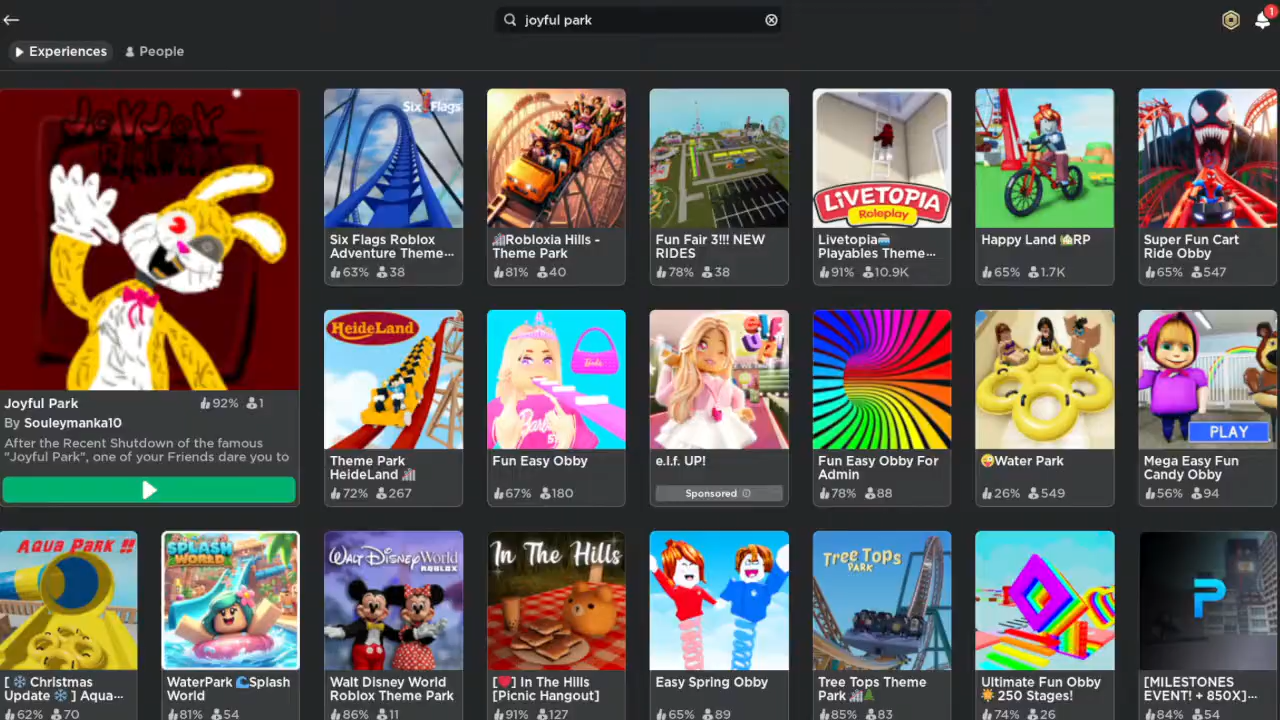 joyful park
1
Experiences
People
JOYJOY
Joyful Park
92% 1
By Souleymanka10
After the Recent Shutdown of the famous
"Joyful Park", one of your Friends dare you to
Six Flags
Six Flags Roblox
Adventure Theme...
63% 38
Robloxia Hills -
Theme Park
81% 40
Fun Fair 3!!! NEW
RIDES
78% 38
LIVETOPIA
Roleplay
Livetopia
Playables Theme...
91% 10.9K
Happy Land RP
65% 1.7K
Super Fun Cart
Ride Obby
65% 547
HEIDELAND
Theme Park
HeideLand
72% 267
Barbie
Barbie
Fun Easy Obby
67% 180
e.l.f. UP!
e.l.f. UP!
Sponsored
Fun Easy Obby For
Admin
78% 88
Water Park
26% 549
PLAY
Mega Easy Fun
Candy Obby
56% 94
AQUA PARK !!
[ Christmas
Update ] Aqua...
62% 70
SPLASH
WORLD
WaterPark Splash
World
81% 54
WALT DISNEY WORLD
ROBLOX
Walt Disney World
Roblox Theme Park
86% 11
In The Hills
[ ] In The Hills
[Picnic Hangout]
91% 127
Easy Spring Obby
65% 89
TREE TOPS
PARK
Tree Tops Theme
Park
85% 83
Ultimate Fun Obby
250 Stages!
74% 26
P
[MILESTONES
EVENT! + 850X]...
84% 54